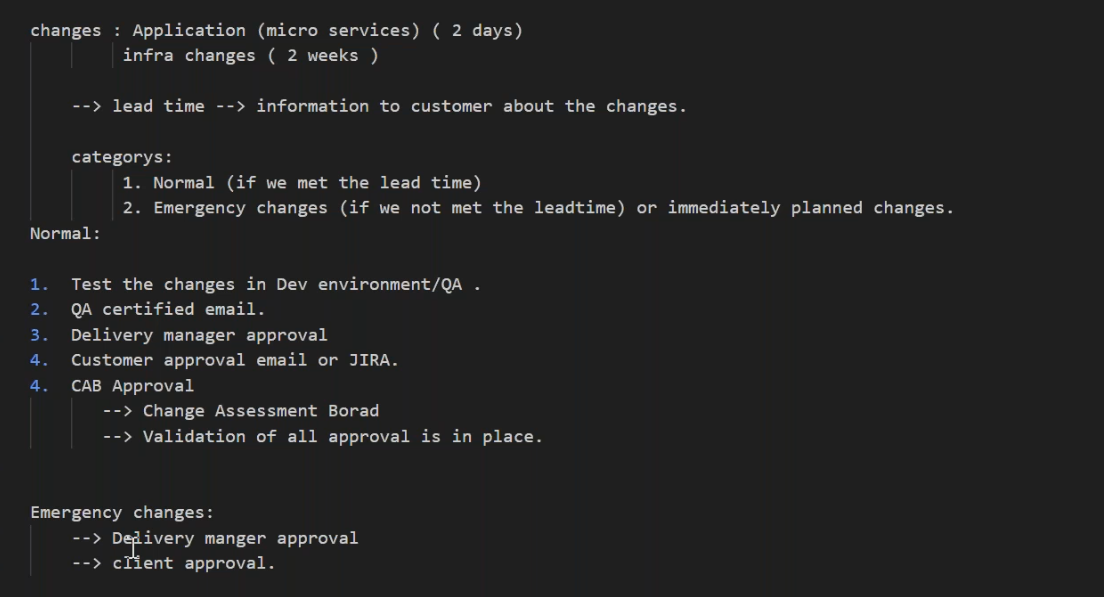 changes : Application (micro services) ( 2 days)
infra changes ( 2 weeks )
--> lead time --> information to customer about the changes.
categorys:
1. Normal (if we met the lead time)
2. Emergency changes (if we not met the leadtime) or immediately planned changes.
Normal:
1. Test the changes in Dev environment/QA .
2. QA certified email.
3. Delivery manager approval
4. Customer approval email or JIRA.
4. CAB Approval
--> Change Assessment Borad
--> Validation of all approval is in place.
Emergency changes:
--> Delivery manger approval
--> client approval.